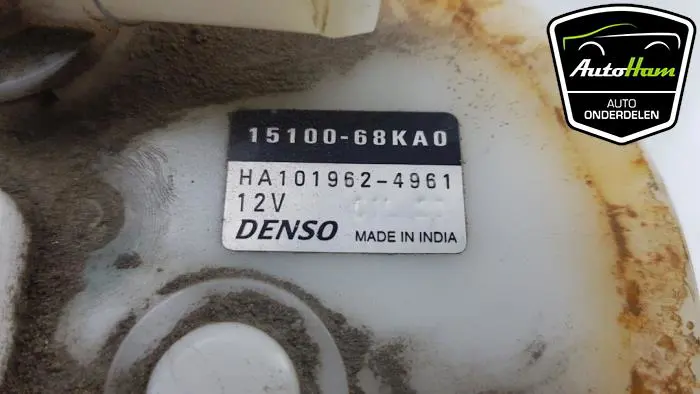 15100-68KA0
HA101962-4961
12V
DENSO MADE IN INDIA
AutoHam
AUTO
ONDERDELEN